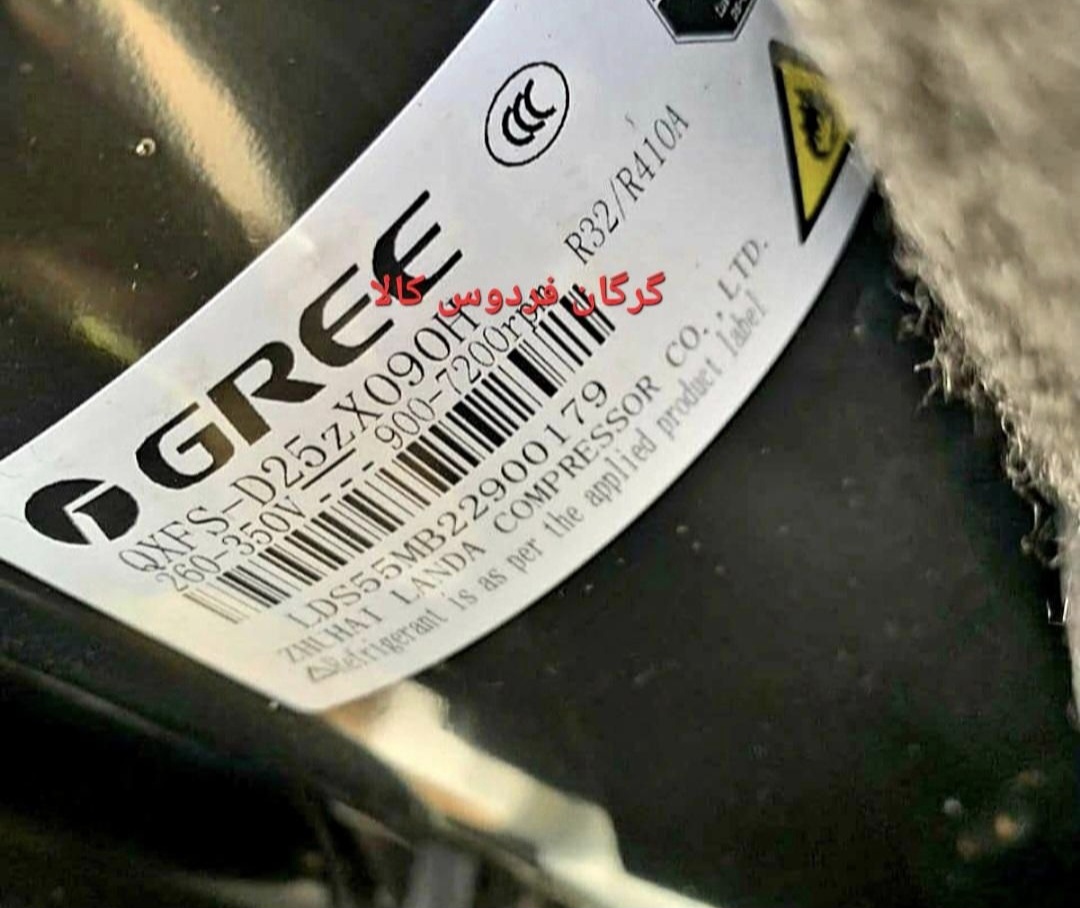 GREE
QXFS-D25zX090H
260-350V 900-7200rpm
R32/R410A
گرگان فردوس کالا
LDS55MB22900179
ZHUHAI LANDA COMPRESSOR CO.,LTD.
⚠Refrigerant is as per the applied product label